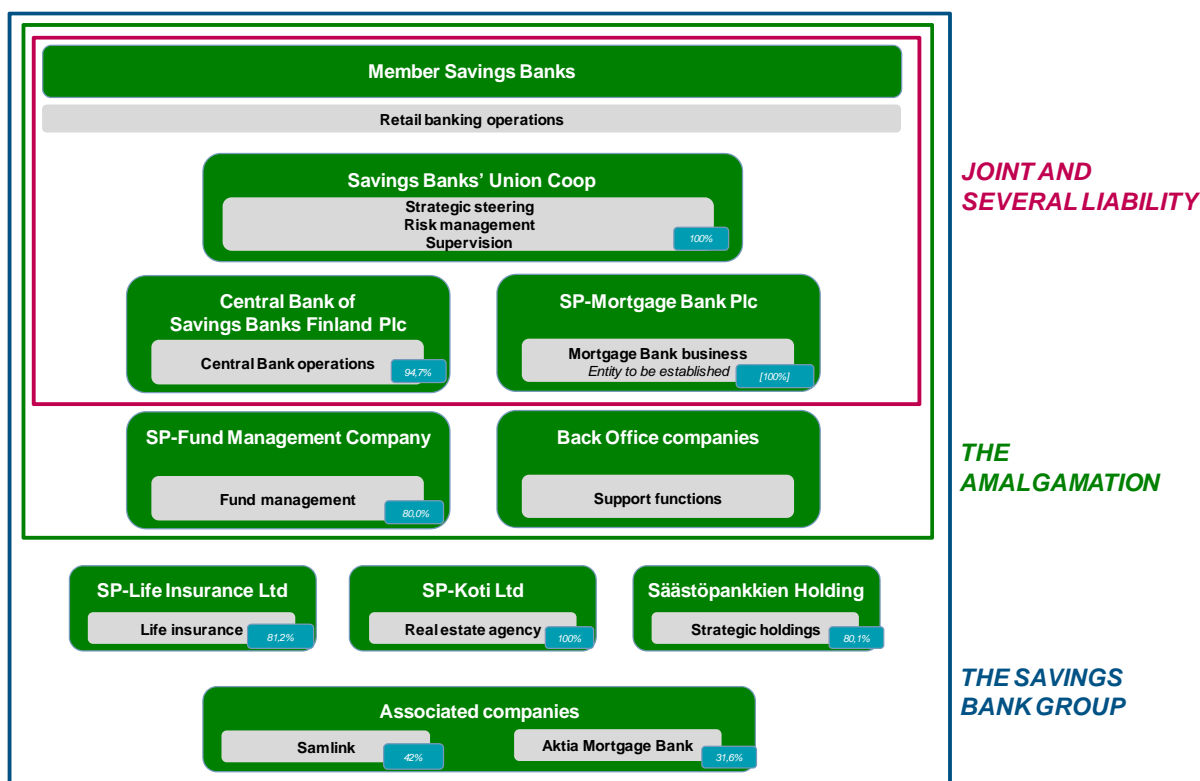 Member Savings Banks
Retail banking operations
Savings Banks' Union Coop
Strategic steering
Risk management
Supervision
100%
Central Bank of
Savings Banks Finland Plc
Central Bank operations
94,7%
SP-Mortgage Bank Plc
Mortgage Bank business
Entity to be established
[100%]
JOINT AND
SEVERAL LIABILITY
SP-Fund Management Company
Fund management
80,0%
Back Office companies
Support functions
THE
AMALGAMATION
SP-Life Insurance Ltd
Life insurance
81,2%
SP-Koti Ltd
Real estate agency
100%
Säästöpankkien Holding
Strategic holdings
80,1%
Associated companies
Samlink
42%
Aktia Mortgage Bank
31,6%
THE SAVINGS
BANK GROUP